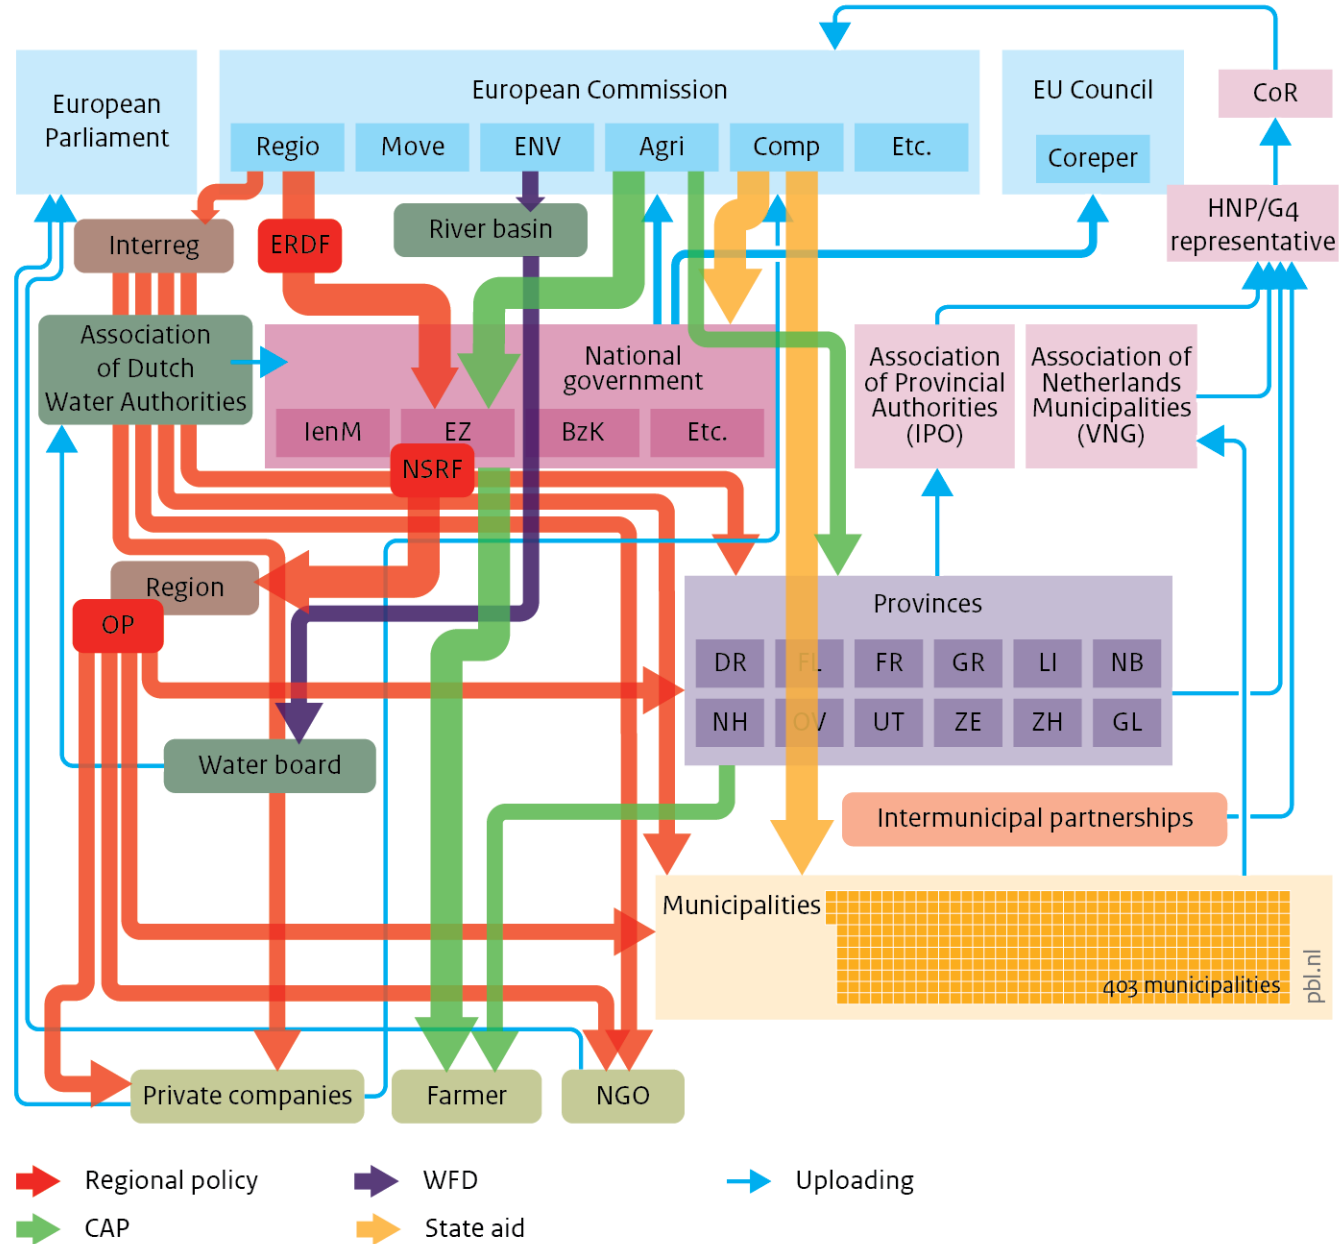 European
Parliament
European Commission
EU Council
CoR
Regio
Move
ENV
Agri
Comp
Etc.
Coreper
HNP/G4
representative
Interreg
ERDF
River basin
Association
of Dutch
Water Authorities
National
government
IenM
EZ
BzK
Etc.
NSRF
Association
of Provincial
Authorities
(IPO)
Association of
Netherlands
Municipalities
(VNG)
Region
OP
Provinces
DR
FL
FR
GR
LI
NB
NH
OV
UT
ZE
ZH
GL
Water board
Intermunicipal partnerships
Municipalities
403 municipalities
pbl.nl
Private companies
Farmer
NGO
Regional policy
WFD
Uploading
CAP
State aid